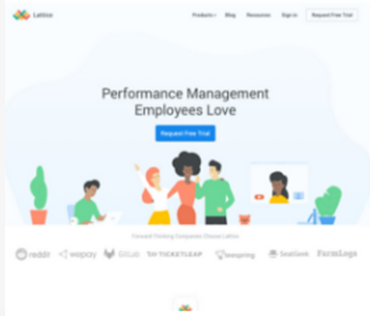 Lattice
Products Blog Resources Sign In Request Free Trial
Performance Management
Employees Love
Request Free Trial
Forward Thinking Companies Choose Lattice
reddit wepay GitLab TICKETLEAP teespring SeatGeek FarmLogs